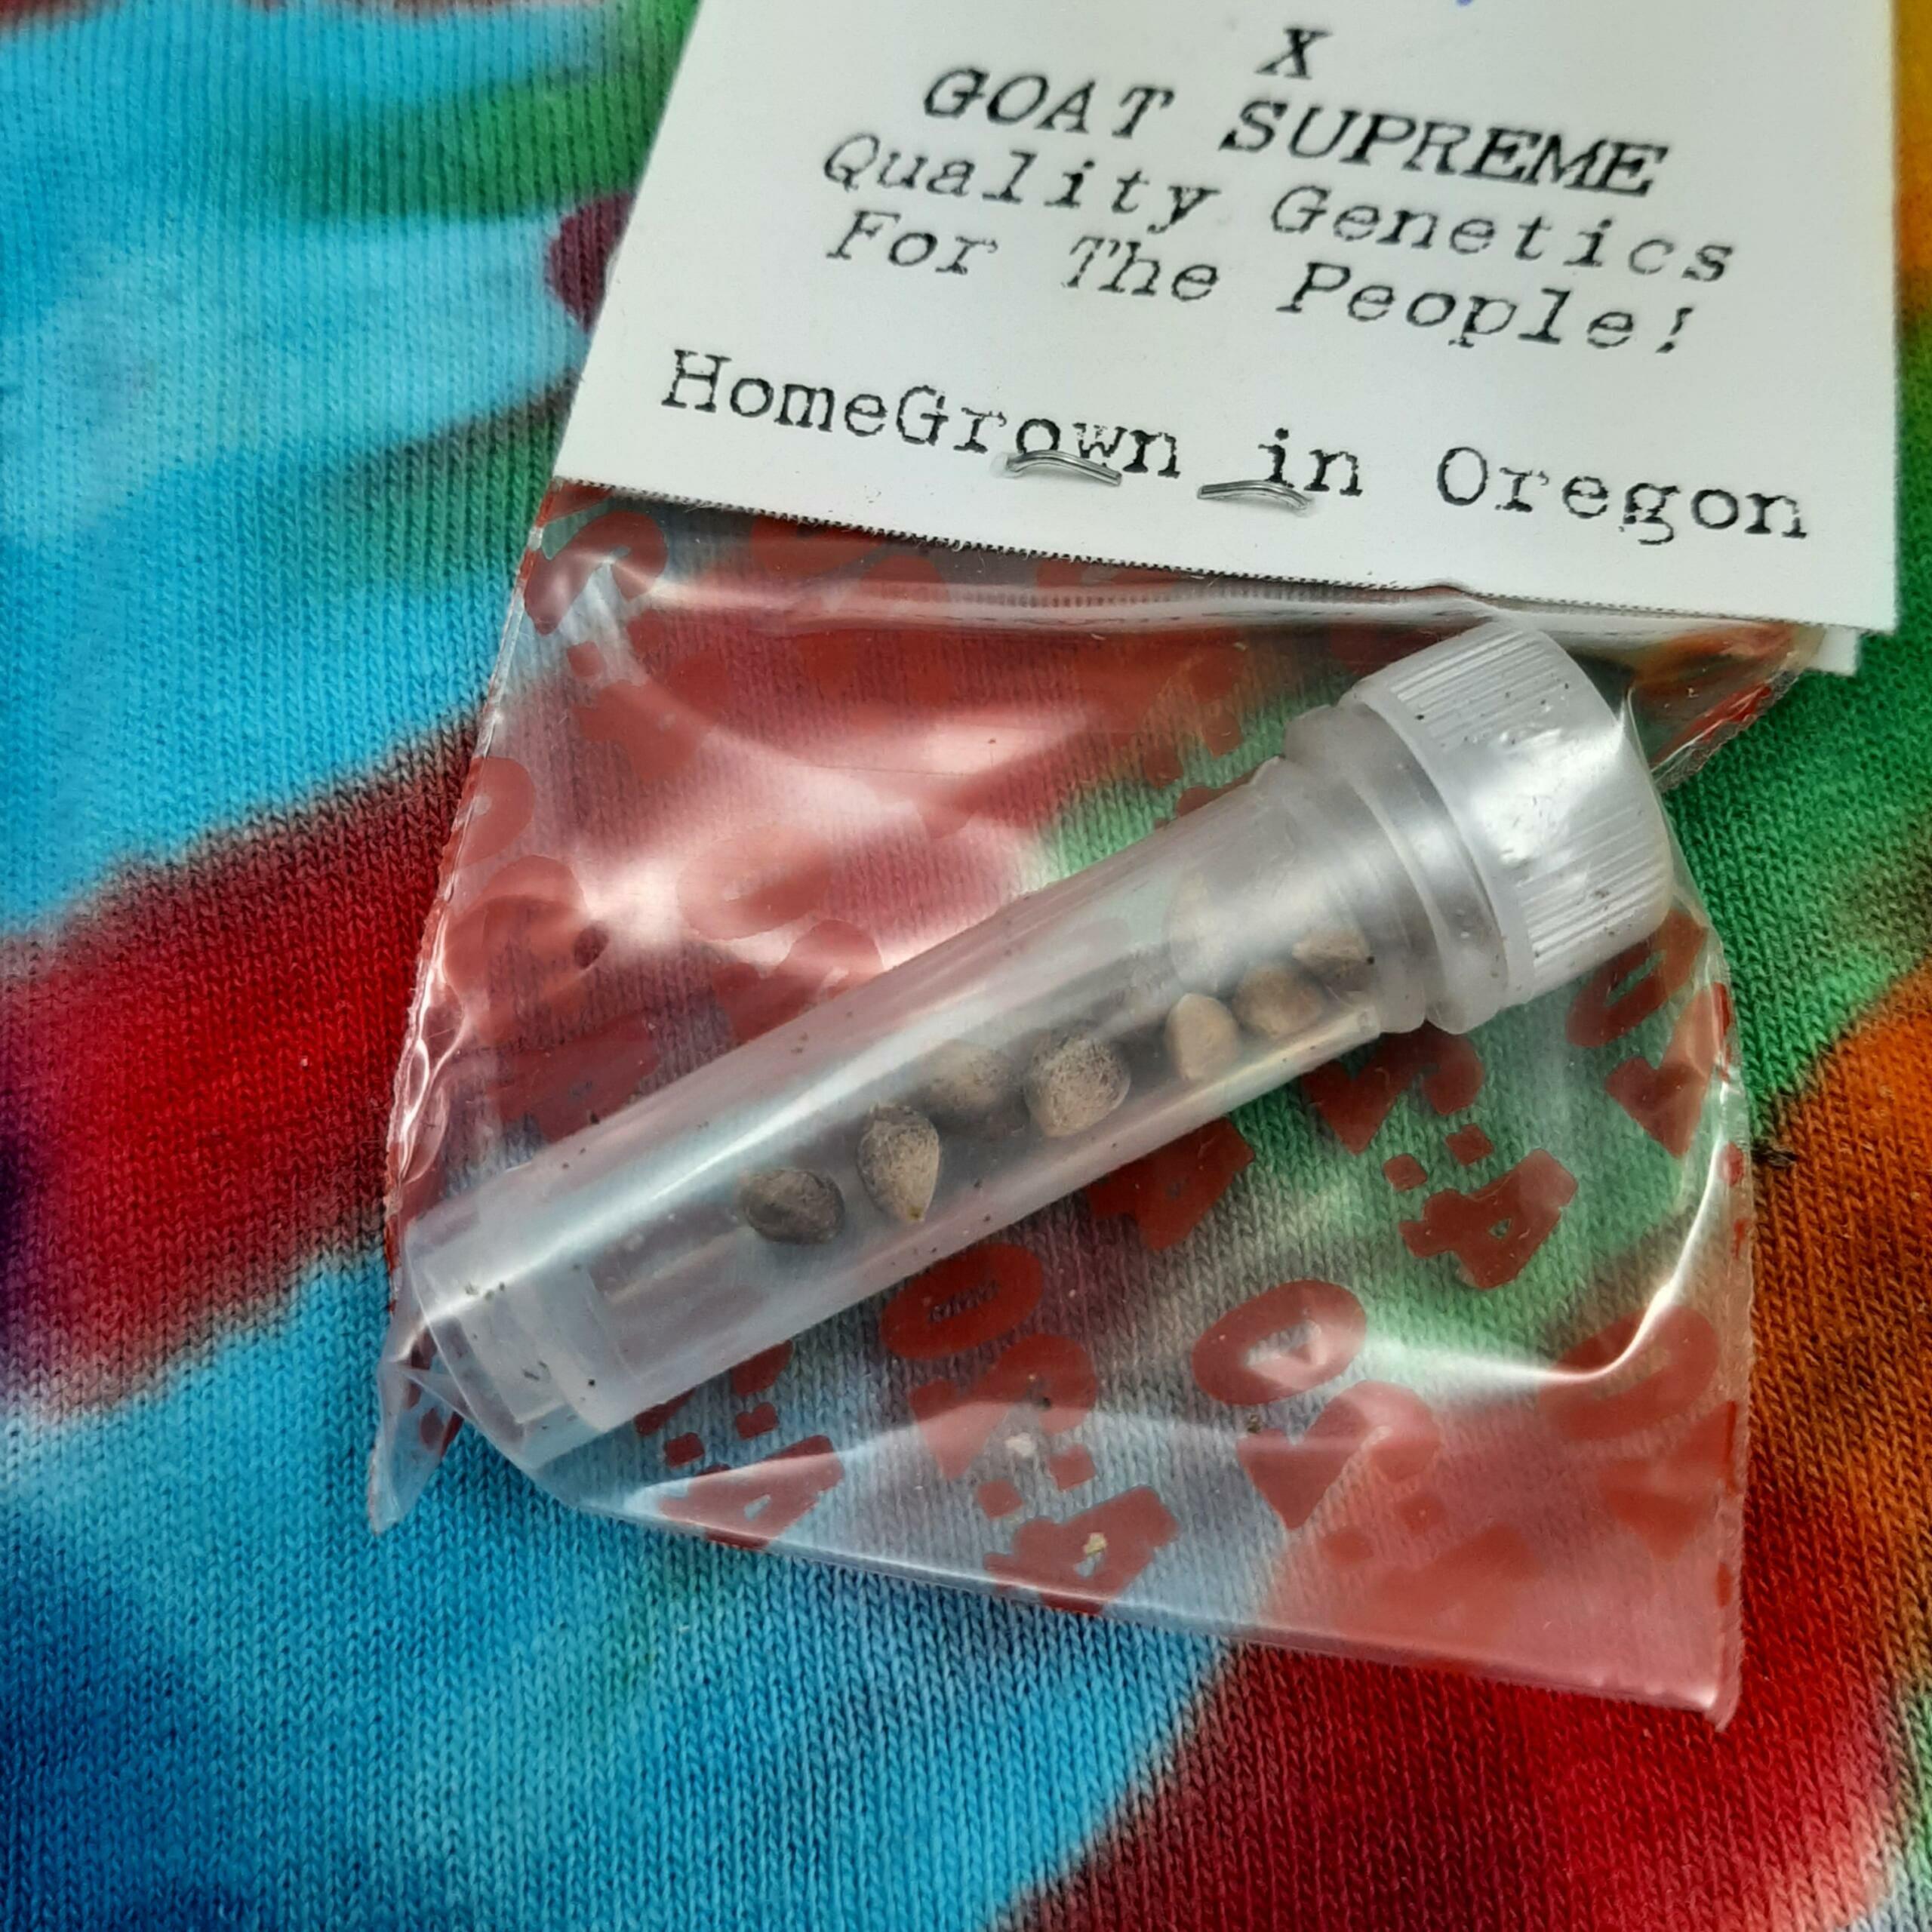 X
GOAT SUPREME
Quality Genetics
For The People!
HomeGrown in Oregon